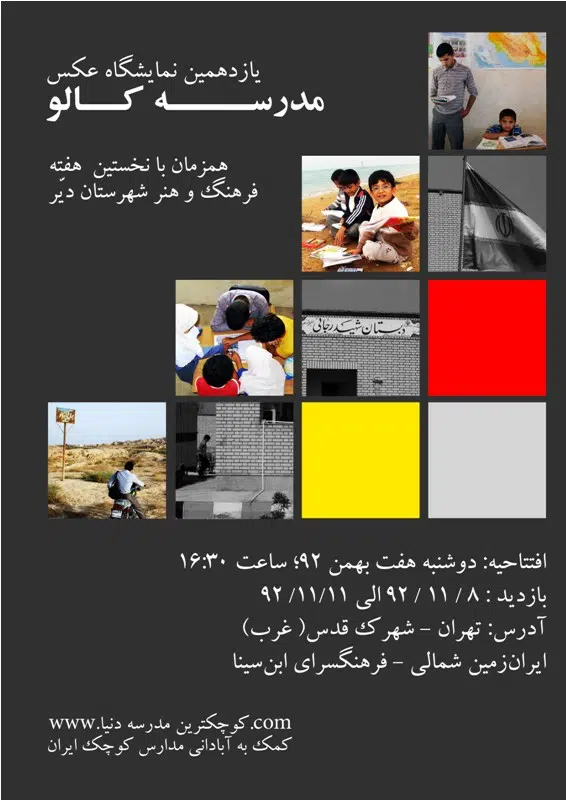 یازدهمین نمایشگاه عکس
مدرسه کالو
همزمان با نخستین هفته
فرهنگ و هنر شهرستان دیّر
دبستان شهید رجائی
افتتاحیه: دوشنبه هفت بهمن ۹۲؛ ساعت ۱۶:۳۰
بازدید : ۸ / ۱۱ / ۹۲ الی ۹۲/۱۱/۱۱
آدرس: تهران - شهرک قدس( غرب)
ایران‌زمین شمالی - فرهنگسرای ابن‌سینا
www.کوچکترین مدرسه دنیا.com
کمک به آبادانی مدارس کوچک ایران